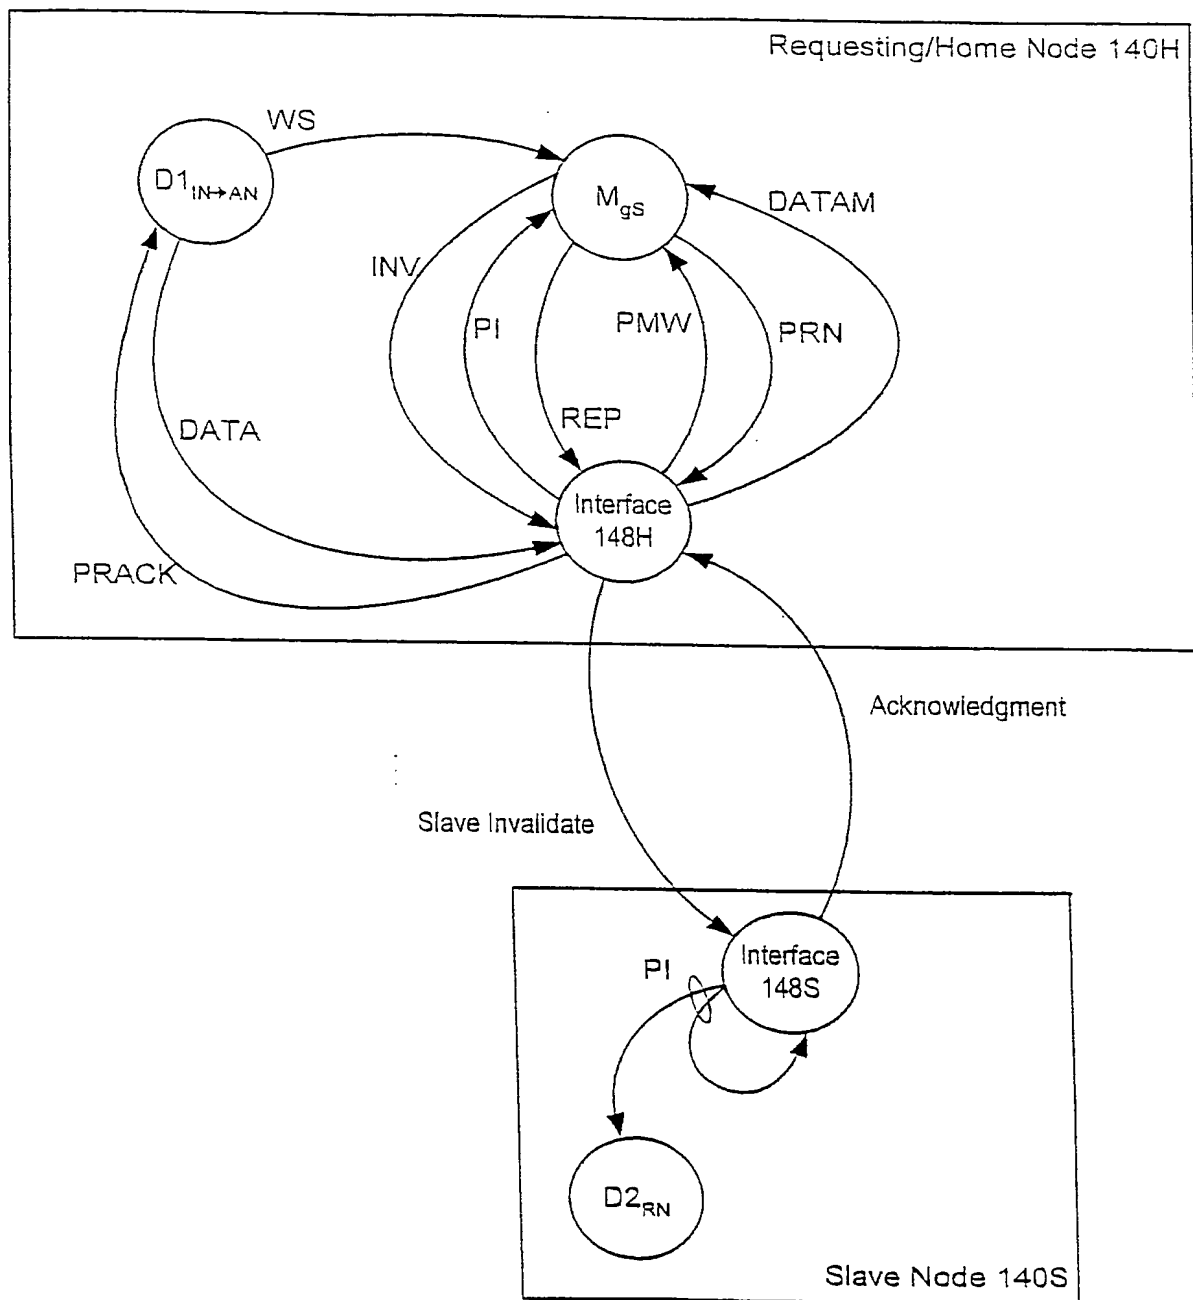 Requesting/Home Node 140H
WS
D1IN→AN
MgS
DATAM
INV
PI
PMW
PRN
REP
DATA
Interface
148H
PRACK
Acknowledgment
Slave Invalidate
Interface
148S
PI
D2RN
Slave Node 140S